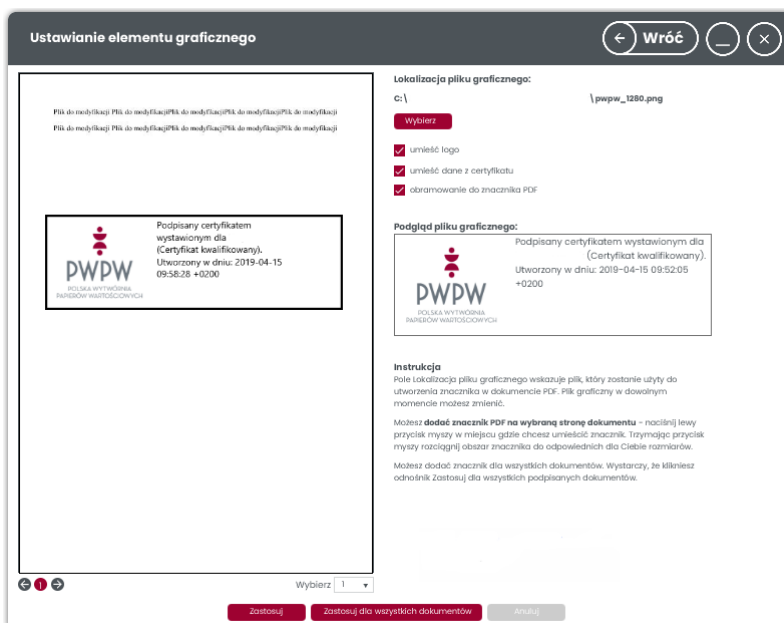 Ustawianie elementu graficznego
Wróć
Plik do modyfikacji Plik do modyfikacjiPlik do modyfikacjiPlik do modyfikacjiPlik do modyfikacji
Plik do modyfikacji Plik do modyfikacjiPlik do modyfikacjiPlik do modyfikacjiPlik do modyfikacji
PWPW
POLSKA WYTWÓRNIA
PAPIERÓW WARTOŚCIOWYCH
Podpisany certyfikatem
wystawionym dla
(Certyfikat kwalifikowany).
Utworzony w dniu: 2019-04-15
09:58:28 +0200
1
Wybierz 1
Lokalizacja pliku graficznego:
C:\ \pwpw_1280.png
Wybierz
umieść logo
umieść dane z certyfikatu
obramowanie do znacznika PDF
Podgląd pliku graficznego:
PWPW
POLSKA WYTWÓRNIA
PAPIERÓW WARTOŚCIOWYCH
Podpisany certyfikatem wystawionym dla
(Certyfikat kwalifikowany).
Utworzony w dniu: 2019-04-15 09:52:05
+0200
Instrukcja
Pole Lokalizacja pliku graficznego wskazuje plik, który zostanie użyty do
utworzenia znacznika w dokumencie PDF. Plik graficzny w dowolnym
momencie możesz zmienić.
Możesz dodać znacznik PDF na wybraną stronę dokumentu - naciśnij lewy
przycisk myszy w miejscu gdzie chcesz umieścić znacznik. Trzymając przycisk
myszy rozciągnij obszar znacznika do odpowiednich dla Ciebie rozmiarów.
Możesz dodać znacznik dla wszystkich dokumentów. Wystarczy, że klikniesz
odnośnik Zastosuj dla wszystkich podpisanych dokumentów.
Zastosuj
Zastosuj dla wszystkich dokumentów
Anuluj